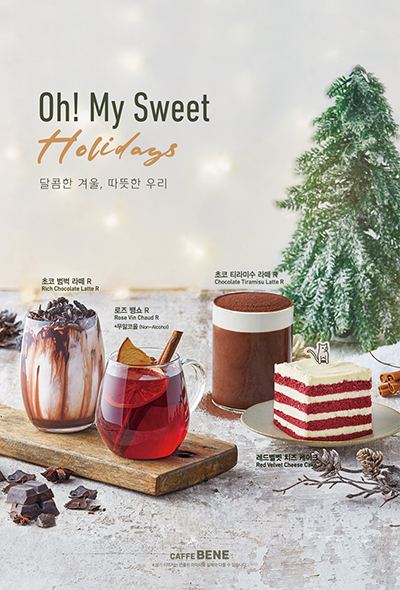 Oh! My Sweet
Holidays
달콤한 겨울, 따뜻한 우리
초코 범벅 라떼 R
Rich Chocolate Latte R
로즈 뱅쇼 R
Rose Vin Chaud R
*무알코올 (Non-Alcohol)
초코 티라미수 라떼 R
Chocolate Tiramisu Latte R
레드벨벳 치즈 케이크
Red Velvet Cheese Cake
CAFFE BENE